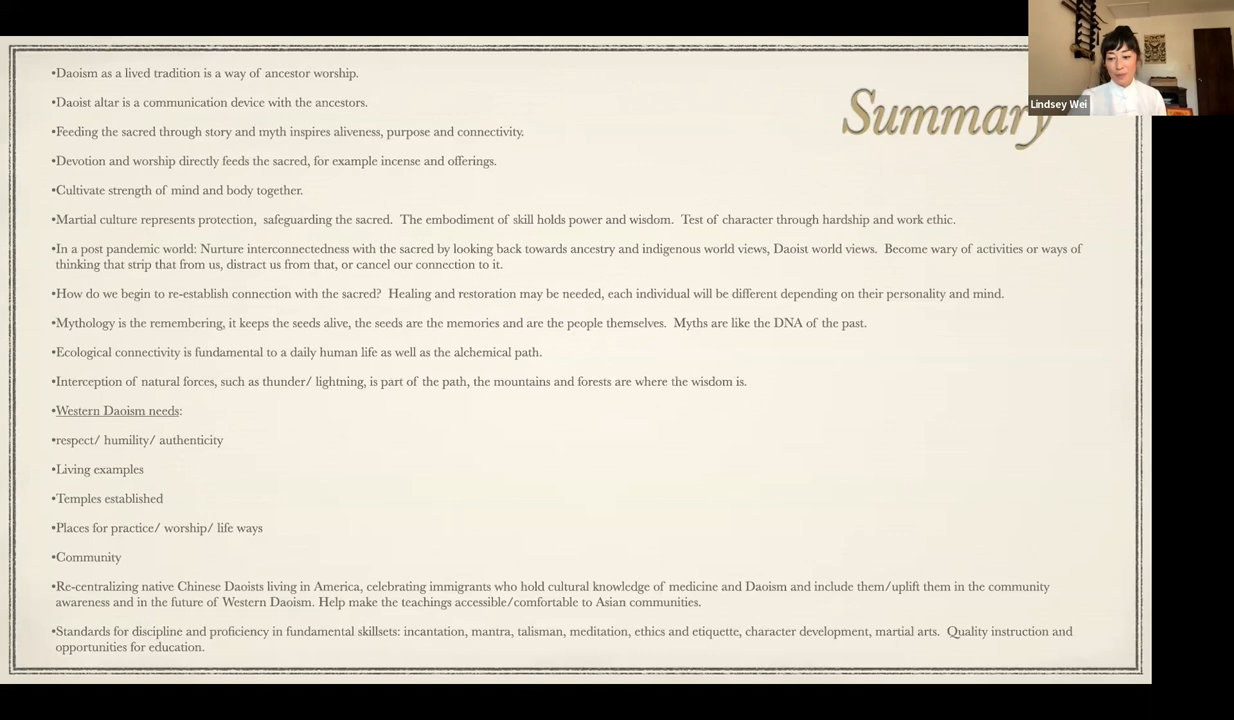 Summary
Lindsey Wei
•Daoism as a lived tradition is a way of ancestor worship.
•Daoist altar is a communication device with the ancestors.
•Feeding the sacred through story and myth inspires aliveness, purpose and connectivity.
•Devotion and worship directly feeds the sacred, for example incense and offerings.
•Cultivate strength of mind and body together.
•Martial culture represents protection,  safeguarding the sacred.  The embodiment of skill holds power and wisdom.  Test of character through hardship and work ethic.
•In a post pandemic world: Nurture interconnectedness with the sacred by looking back towards ancestry and indigenous world views, Daoist world views.  Become wary of activities or ways of
thinking that strip that from us, distract us from that, or cancel our connection to it.
•How do we begin to re-establish connection with the sacred?  Healing and restoration may be needed, each individual will be different depending on their personality and mind.
•Mythology is the remembering, it keeps the seeds alive, the seeds are the memories and are the people themselves.  Myths are like the DNA of the past.
•Ecological connectivity is fundamental to a daily human life as well as the alchemical path.
•Interception of natural forces, such as thunder/ lightning, is part of the path, the mountains and forests are where the wisdom is.
•Western Daoism needs:
•respect/ humility/ authenticity
•Living examples
•Temples established
•Places for practice/ worship/ life ways
•Community
•Re-centralizing native Chinese Daoists living in America, celebrating immigrants who hold cultural knowledge of medicine and Daoism and include them/uplift them in the community
awareness and in the future of Western Daoism. Help make the teachings accessible/comfortable to Asian communities.
•Standards for discipline and proficiency in fundamental skillsets: incantation, mantra, talisman, meditation, ethics and etiquette, character development, martial arts.  Quality instruction and
opportunities for education.